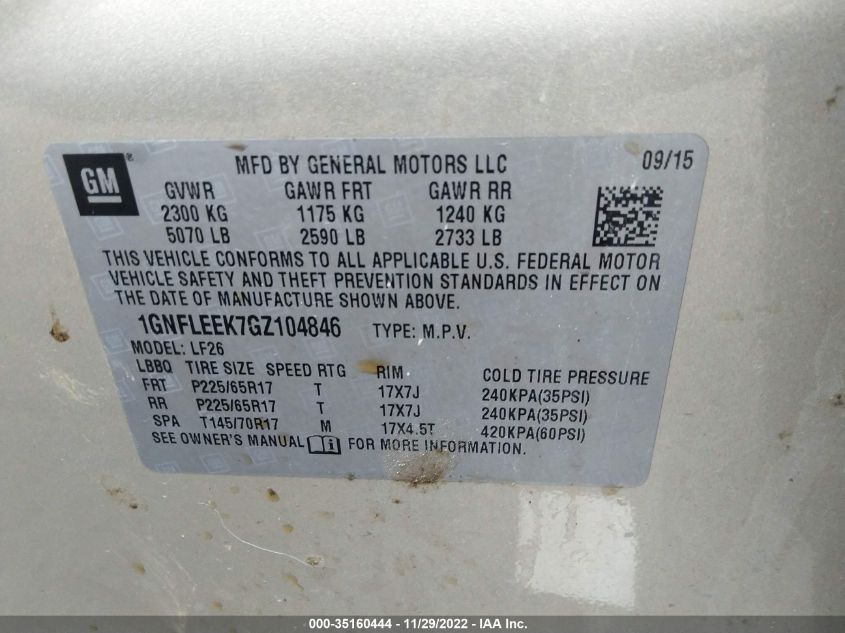 GM ®
MFD BY GENERAL MOTORS LLC 09/15
GVWR GAWR FRT GAWR RR
2300 KG 1175 KG 1240 KG
5070 LB 2590 LB 2733 LB
THIS VEHICLE CONFORMS TO ALL APPLICABLE U.S. FEDERAL MOTOR
VEHICLE SAFETY AND THEFT PREVENTION STANDARDS IN EFFECT ON
THE DATE OF MANUFACTURE SHOWN ABOVE.
1GNFLEEK7GZ104846 TYPE: M.P.V.
MODEL: LF26
LBBQ TIRE SIZE SPEED RTG RIM COLD TIRE PRESSURE
FRT P225/65R17 T 17X7J 240KPA(35PSI)
RR P225/65R17 T 17X7J 240KPA(35PSI)
SPA T145/70R17 M 17X4.5T 420KPA(60PSI)
SEE OWNER'S MANUAL i FOR MORE INFORMATION.
000-35160444 - 11/29/2022 - IAA Inc.